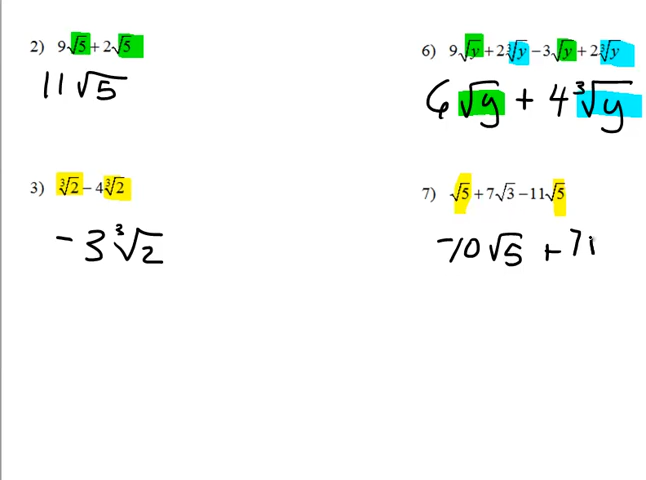 2) 9√5 + 2√5
11√5
3) ∛2 − 4∛2
-3∛2
6) 9√y + 2∛y − 3√y + 2∛y
6√y + 4∛y
7) √5 + 7√3 − 11√5
-10√5 + 7